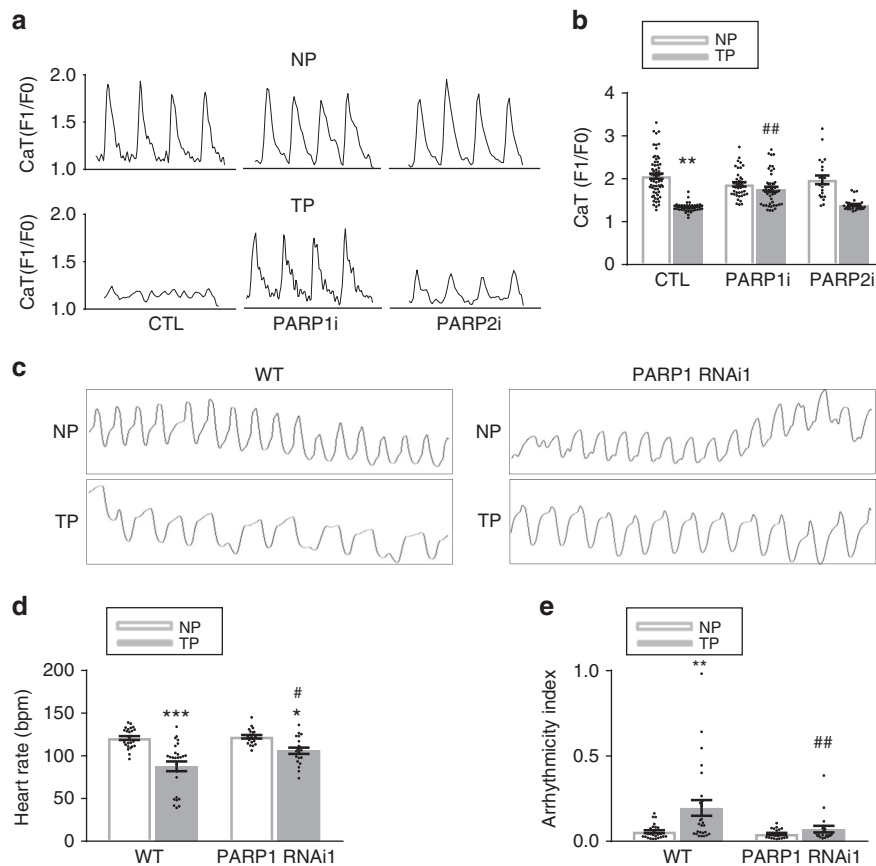 a
NP
CaT(F1/F0)
2.0
1.5
1.0
TP
CaT(F1/F0)
2.0
1.5
1.0
CTL PARP1i PARP2i
b
NP
TP
CaT (F1/F0)
4
3
2
1
0
**
##
CTL PARP1i PARP2i
c
WT PARP1 RNAi1
NP NP
TP TP
d
NP
TP
Heart rate (bpm)
200
150
100
50
0
***
#
*
WT PARP1 RNAi1
e
NP
TP
Arrhythmicity index
1.0
0.5
0.0
**
##
WT PARP1 RNAi1